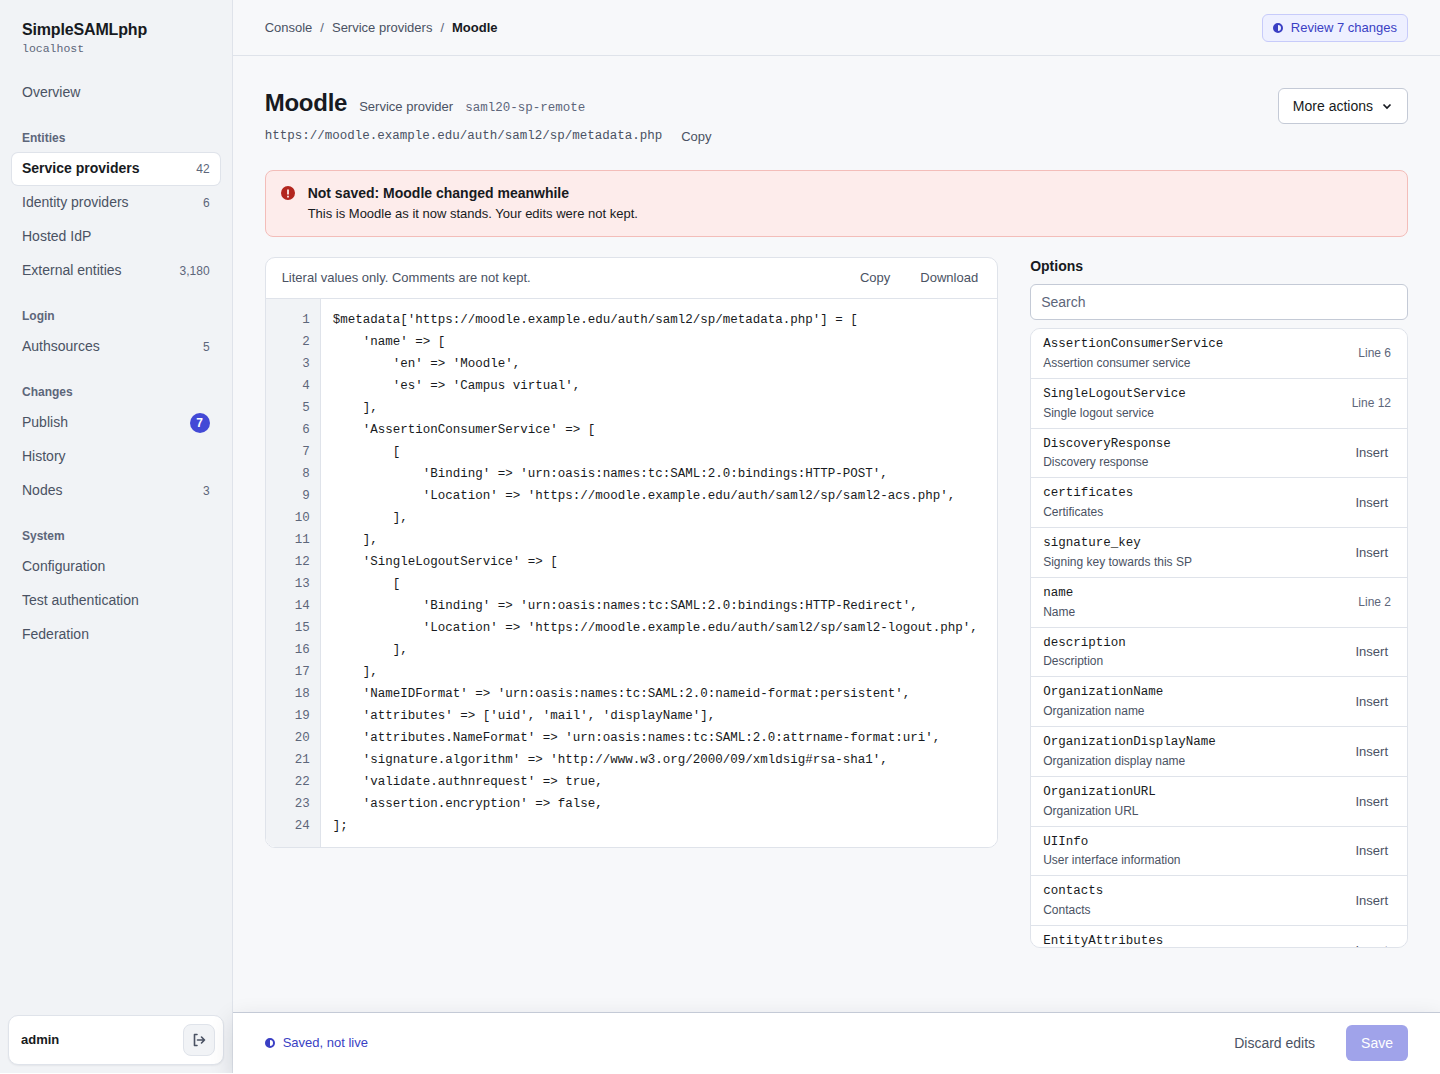 SimpleSAMLphp
localhost
Overview
Entities
Service providers 42
Identity providers 6
Hosted IdP
External entities 3,180
Login
Authsources 5
Changes
Publish 7
History
Nodes 3
System
Configuration
Test authentication
Federation
admin
Console / Service providers / Moodle
Review 7 changes
Moodle Service provider saml20-sp-remote
More actions
https://moodle.example.edu/auth/saml2/sp/metadata.php Copy
Not saved: Moodle changed meanwhile
This is Moodle as it now stands. Your edits were not kept.
Literal values only. Comments are not kept. Copy Download
1 $metadata['https://moodle.example.edu/auth/saml2/sp/metadata.php'] = [
2 'name' => [
3 'en' => 'Moodle',
4 'es' => 'Campus virtual',
5 ],
6 'AssertionConsumerService' => [
7 [
8 'Binding' => 'urn:oasis:names:tc:SAML:2.0:bindings:HTTP-POST',
9 'Location' => 'https://moodle.example.edu/auth/saml2/sp/saml2-acs.php',
10 ],
11 ],
12 'SingleLogoutService' => [
13 [
14 'Binding' => 'urn:oasis:names:tc:SAML:2.0:bindings:HTTP-Redirect',
15 'Location' => 'https://moodle.example.edu/auth/saml2/sp/saml2-logout.php',
16 ],
17 ],
18 'NameIDFormat' => 'urn:oasis:names:tc:SAML:2.0:nameid-format:persistent',
19 'attributes' => ['uid', 'mail', 'displayName'],
20 'attributes.NameFormat' => 'urn:oasis:names:tc:SAML:2.0:attrname-format:uri',
21 'signature.algorithm' => 'http://www.w3.org/2000/09/xmldsig#rsa-sha1',
22 'validate.authnrequest' => true,
23 'assertion.encryption' => false,
24 ];
Options
Search
AssertionConsumerService
Assertion consumer service
Line 6
SingleLogoutService
Single logout service
Line 12
DiscoveryResponse
Discovery response
Insert
certificates
Certificates
Insert
signature_key
Signing key towards this SP
Insert
name
Name
Line 2
description
Description
Insert
OrganizationName
Organization name
Insert
OrganizationDisplayName
Organization display name
Insert
OrganizationURL
Organization URL
Insert
UIInfo
User interface information
Insert
contacts
Contacts
Insert
EntityAttributes
Saved, not live
Discard edits
Save